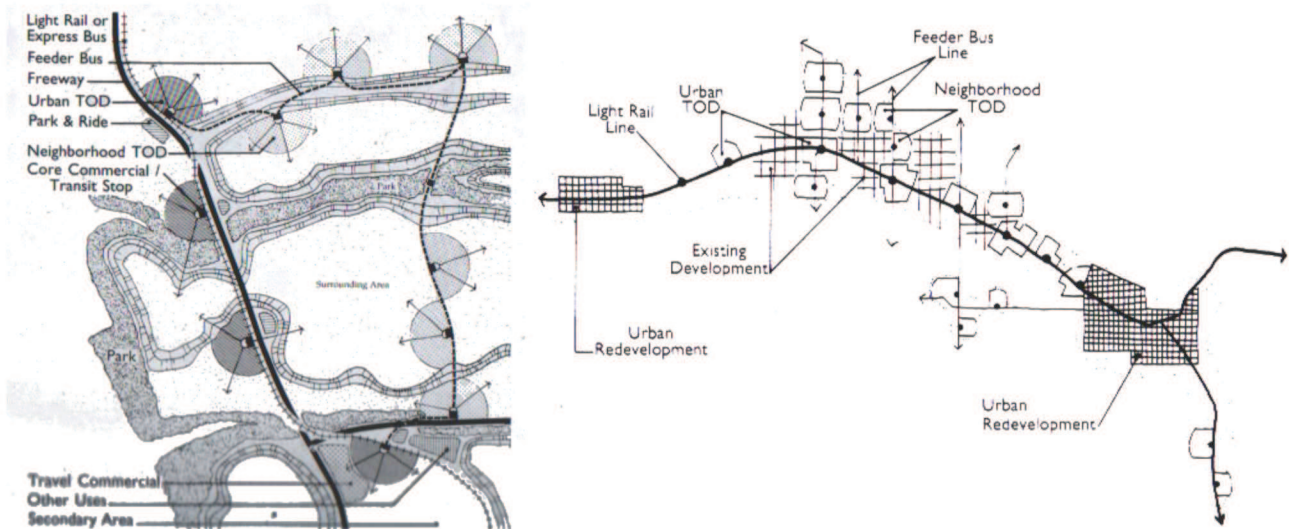 Light Rail or
Express Bus
Feeder Bus
Freeway
Urban TOD
Park & Ride
Neighborhood TOD
Core Commercial /
Transit Stop
Park
Surrounding Area
Park
Travel Commercial
Other Uses
Secondary Area
Feeder Bus
Line
Urban
TOD
Neighborhood
TOD
Light Rail
Line
Existing
Development
Urban
Redevelopment
Urban
Redevelopment